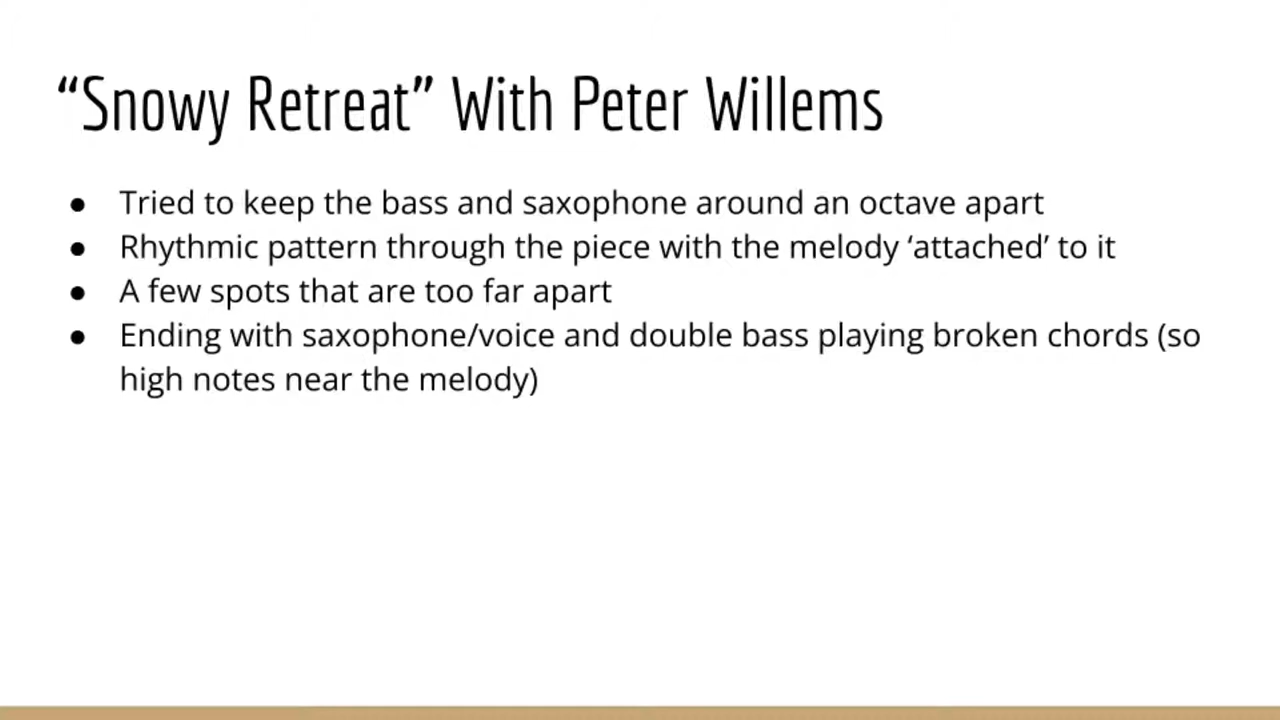 “Snowy Retreat” With Peter Willems
● Tried to keep the bass and saxophone around an octave apart
● Rhythmic pattern through the piece with the melody ‘attached’ to it
● A few spots that are too far apart
● Ending with saxophone/voice and double bass playing broken chords (so
high notes near the melody)